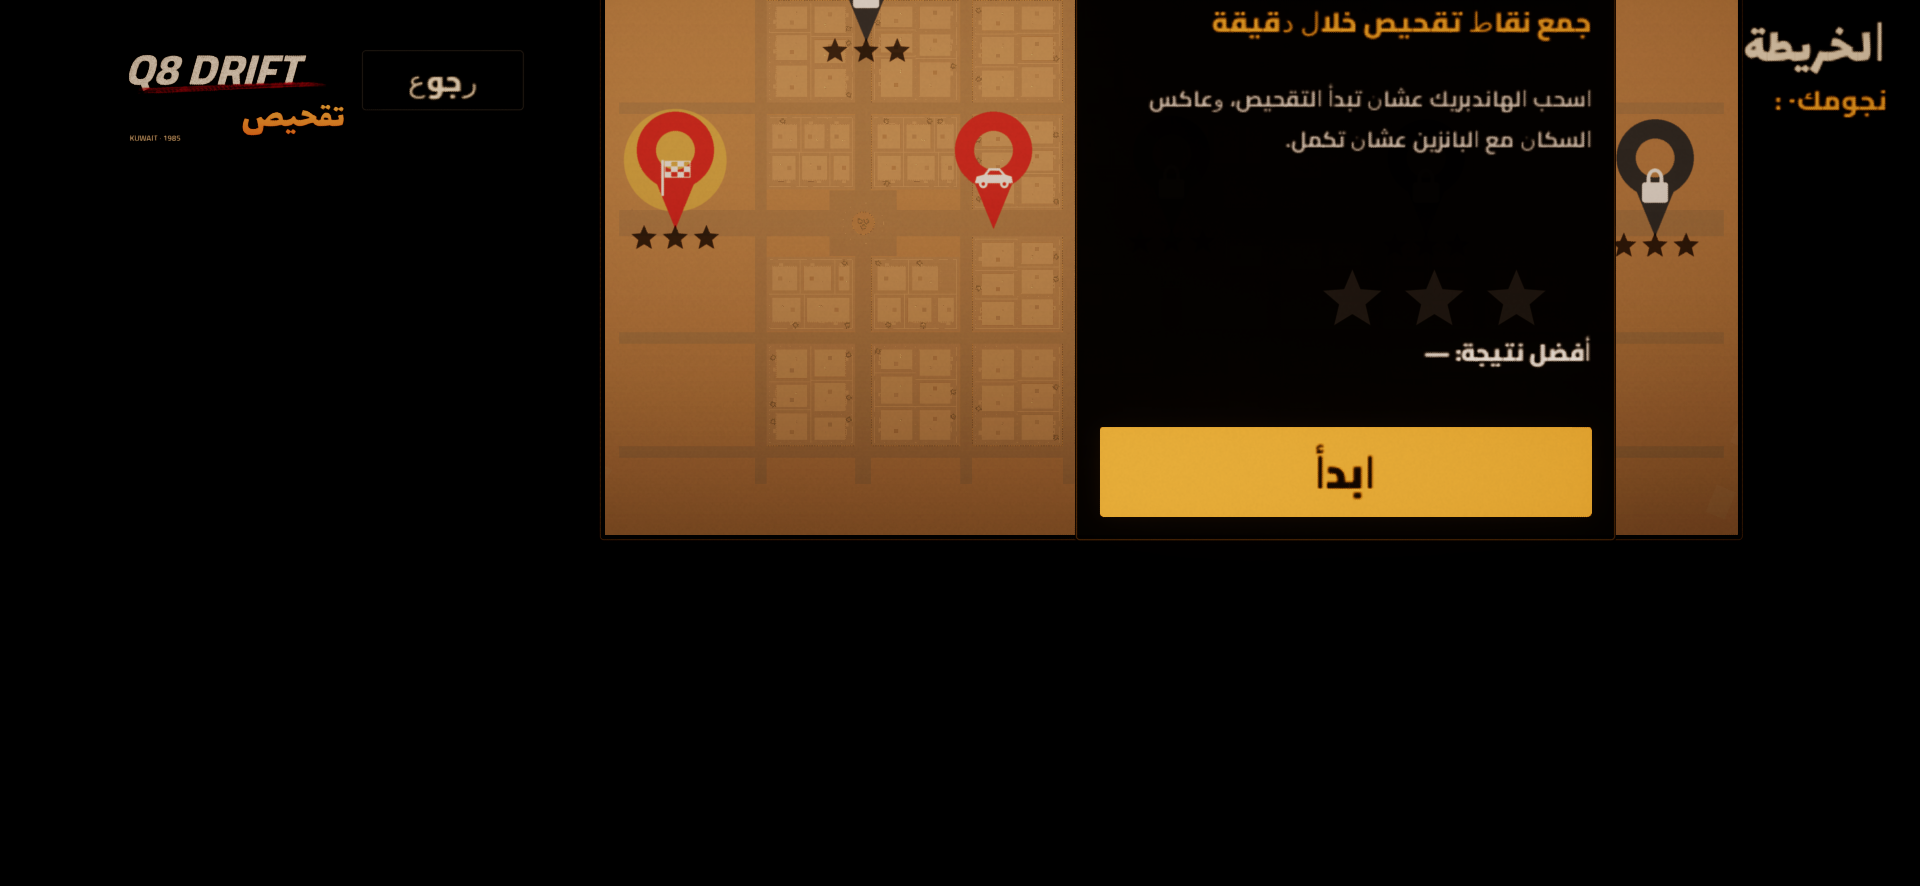 الخريطة
نجومك: -
جمع نقاط تقحيص خلال دقيقة
اسحب الهاندبريك عشان تبدأ التقحيص، وعاكس
السكان مع البانزين عشان تكمل.
أفضل نتيجة: —
ابدأ
رجوع
Q8 DRIFT
تقحيص
KUWAIT · 1985